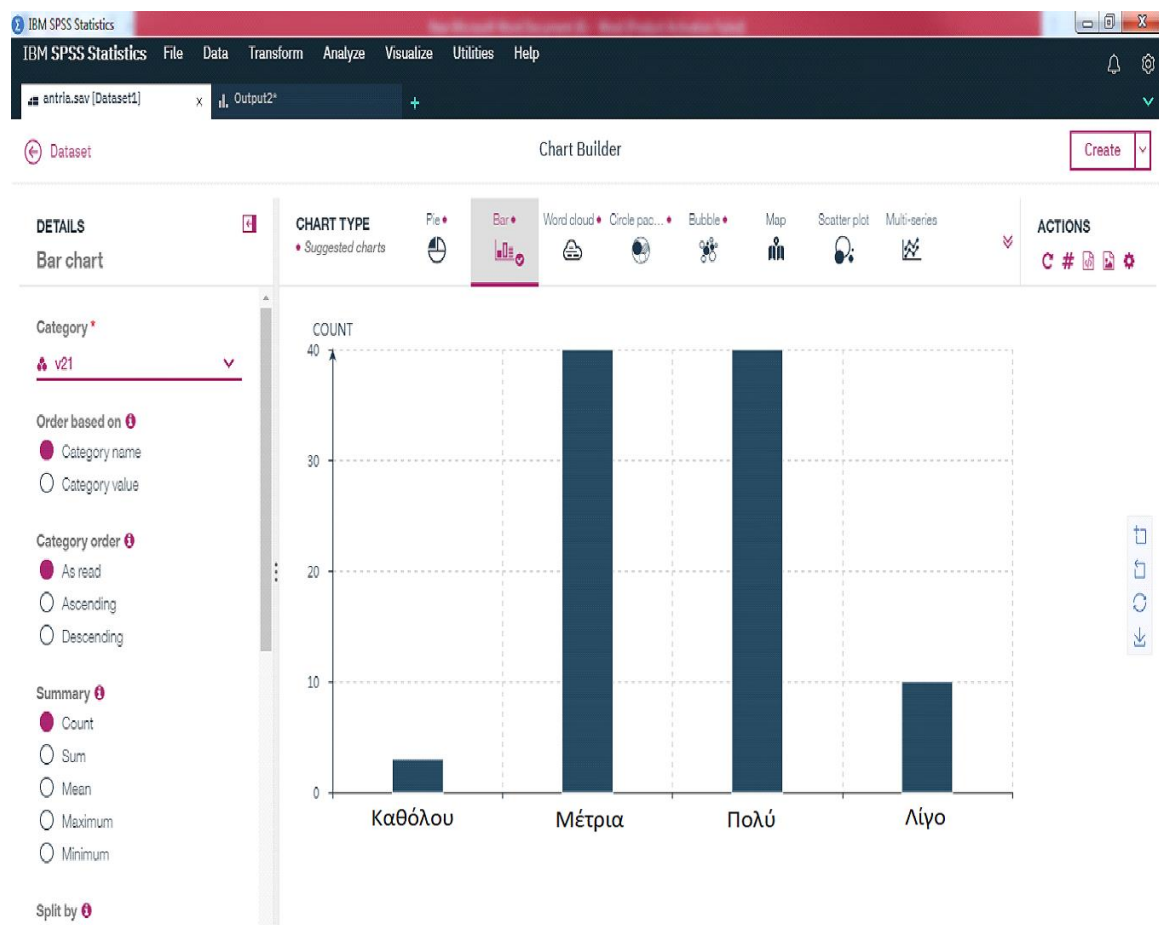 IBM SPSS Statistics
IBM SPSS Statistics File Data Transform Analyze Visualize Utilities Help
antria.sav [Dataset1] x Output2* +
Dataset
Chart Builder
Create
DETAILS
Bar chart
CHART TYPE
• Suggested charts
Pie • Bar • Word cloud • Circle pac... • Bubble • Map Scatter plot Multi-series
ACTIONS
Category *
v21
Order based on
Category name
Category value
Category order
As read
Ascending
Descending
Summary
Count
Sum
Mean
Maximum
Minimum
Split by
COUNT
40
30
20
10
0
Καθόλου Μέτρια Πολύ Λίγο